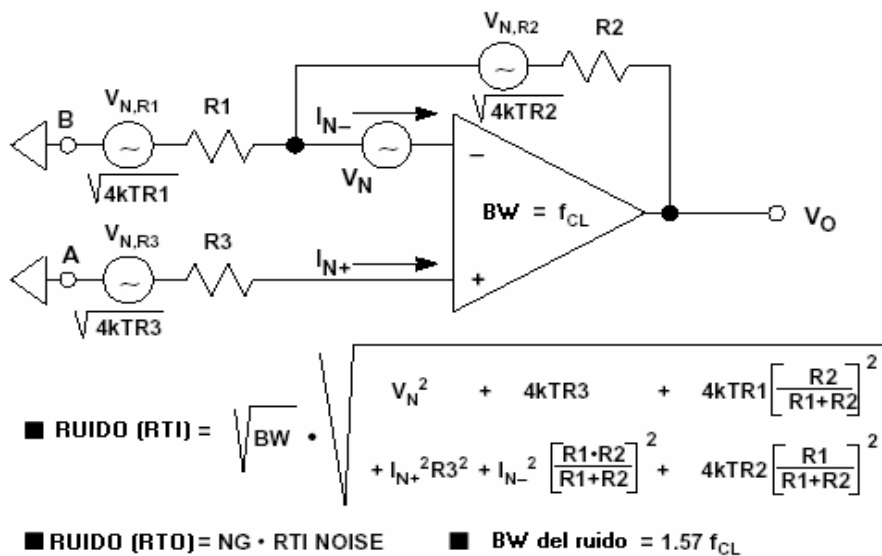 V_N,R2
R2
√4kTR2
V_N,R1
R1
B
I_N–
V_N
√4kTR1
–
BW = f_CL
V_O
V_N,R3
R3
A
I_N+
+
√4kTR3
■ RUIDO (RTI) = √BW • √
V_N² + 4kTR3 + 4kTR1 [R2 / R1+R2]²
+ I_N+² R3² + I_N–² [R1•R2 / R1+R2]² + 4kTR2 [R1 / R1+R2]²
■ RUIDO (RTO) = NG • RTI NOISE ■ BW del ruido = 1.57 f_CL